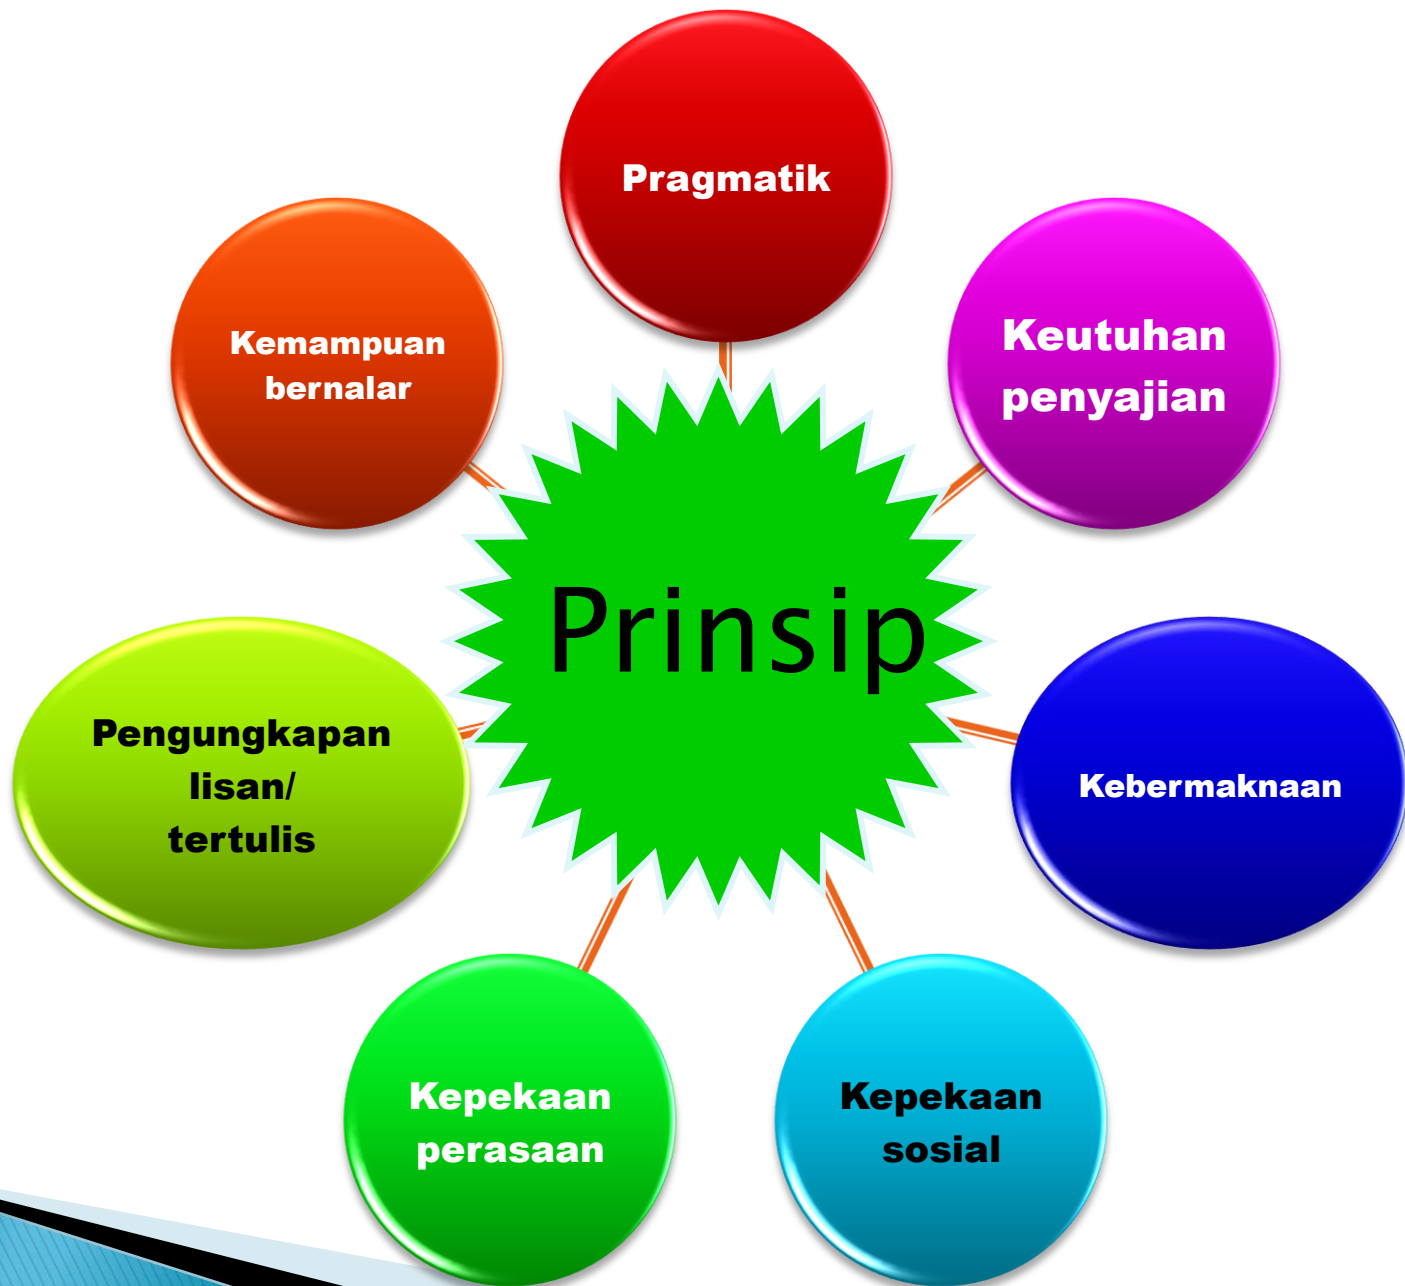 Pragmatik
Keutuhan
penyajian
Kebermaknaan
Kepekaan
sosial
Kepekaan
perasaan
Pengungkapan
lisan/
tertulis
Kemampuan
bernalar
Prinsip